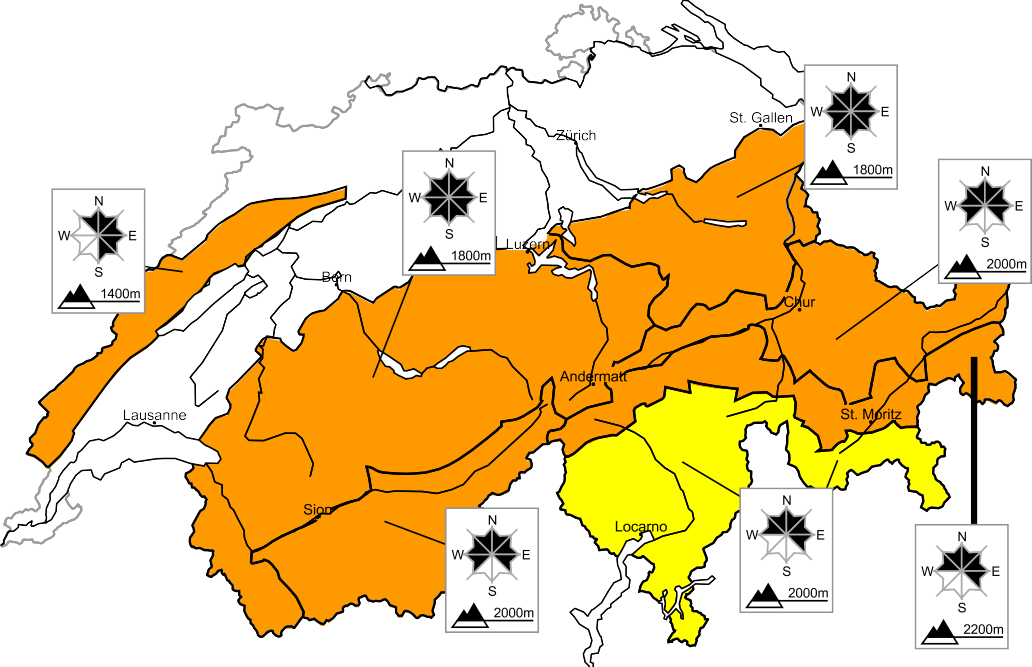 St. Gallen
Zürich
N
W E
S
1800m
N
W E
S
1800m
N
W E
S
2000m
N
W E
S
1400m
Luzern
Bern
Chur
Andermatt
St. Moritz
Lausanne
Sion
Locarno
N
W E
S
2000m
N
W E
S
2000m
N
W E
S
2200m